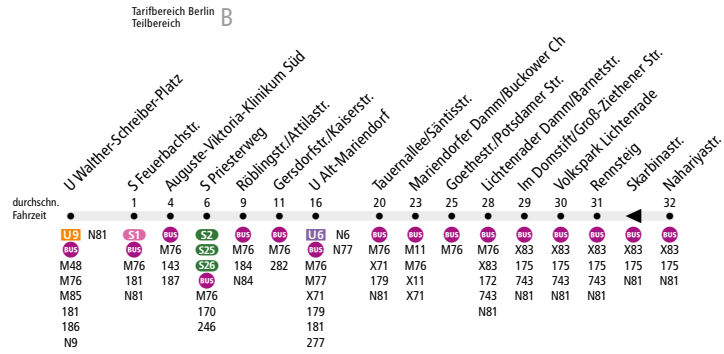 Tarifbereich Berlin
Teilbereich
B
U Walther-Schreiber-Platz
S Feuerbachstr.
Auguste-Viktoria-Klinikum Süd
S Priesterweg
Röblingstr./Attilastr.
Gersdorfstr./Kaiserstr.
U Alt-Mariendorf
Tauernallee/Säntisstr.
Mariendorfer Damm/Buckower Ch
Goethestr./Potsdamer Str.
Lichtenrader Damm/Barnetstr.
Im Domstift/Groß-Ziethener Str.
Volkspark Lichtenrade
Rennsteig
Skarbinastr.
Nahariyastr.
durchschn.
Fahrzeit
1 4 6 9 11 16 20 23 25 28 29 30 31 32
U9 N81 S1 BUS S2 BUS BUS U6 N6 BUS BUS BUS BUS BUS BUS BUS BUS BUS
BUS BUS M76 S25 M76 M76 BUS N77 M76 M11 M76 M76 X83 X83 X83 X83 X83
M48 M76 143 S26 184 282 M76 X71 M76 X83 175 175 175 175 175
M76 181 187 BUS N84 M77 179 X11 172 743 743 743 N81 N81
M85 N81 M76 X71 N81 X71 743 N81 N81 N81
181 170 179 N81
186 246 181
N9 277